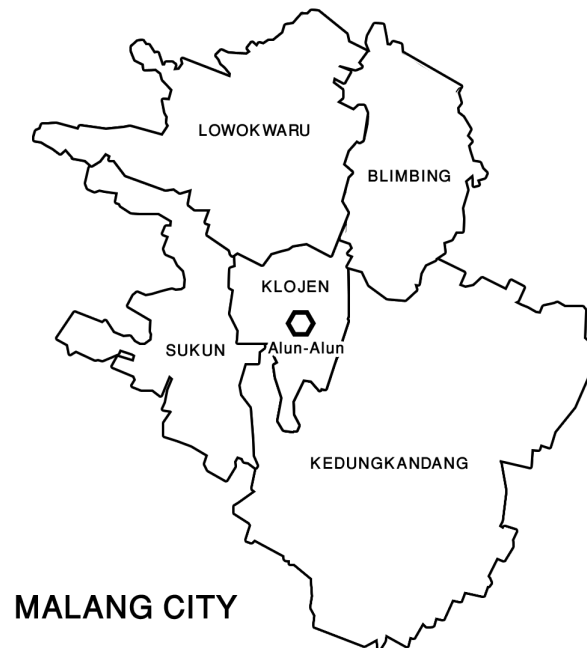 LOWOKWARU
BLIMBING
KLOJEN
Alun-Alun
SUKUN
KEDUNGKANDANG
MALANG CITY